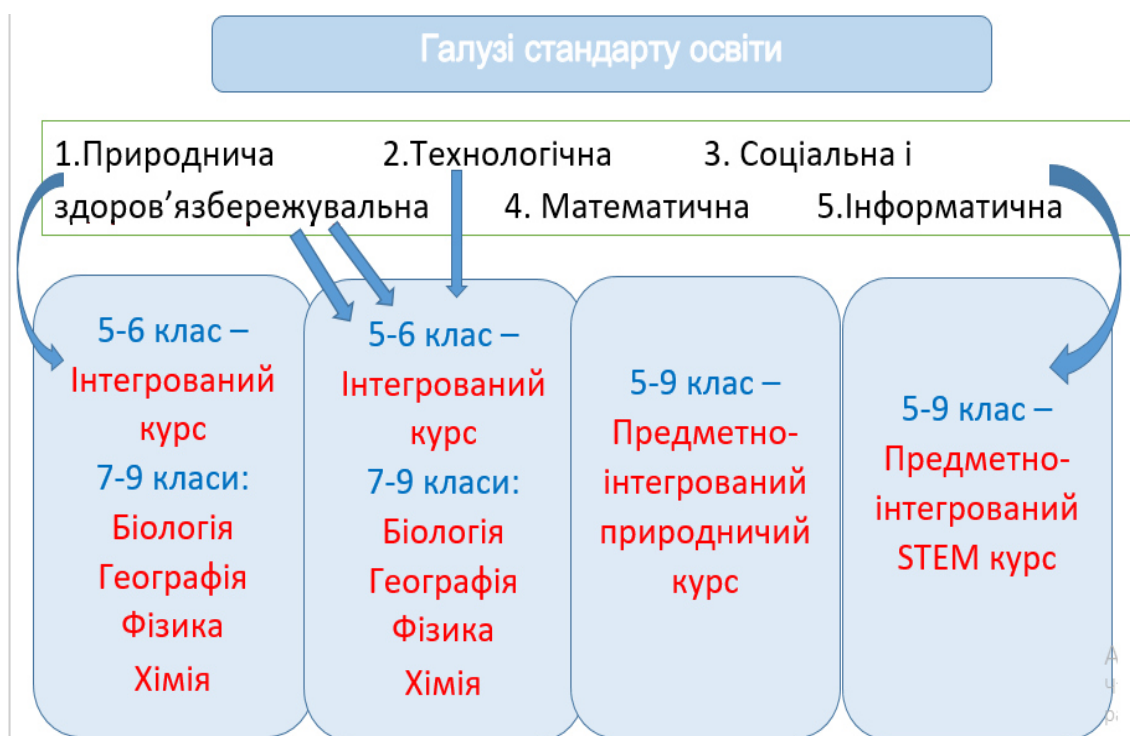 Галузі стандарту освіти
1.Природнича 2.Технологічна 3. Соціальна і
здоров’язбережувальна 4. Математична 5.Інформатична
5-6 клас –
Інтегрований
курс
7-9 класи:
Біологія
Географія
Фізика
Хімія
5-6 клас –
Інтегрований
курс
7-9 класи:
Біологія
Географія
Фізика
Хімія
5-9 клас –
Предметно-
інтегрований
природничий
курс
5-9 клас –
Предметно-
інтегрований
STEM курс